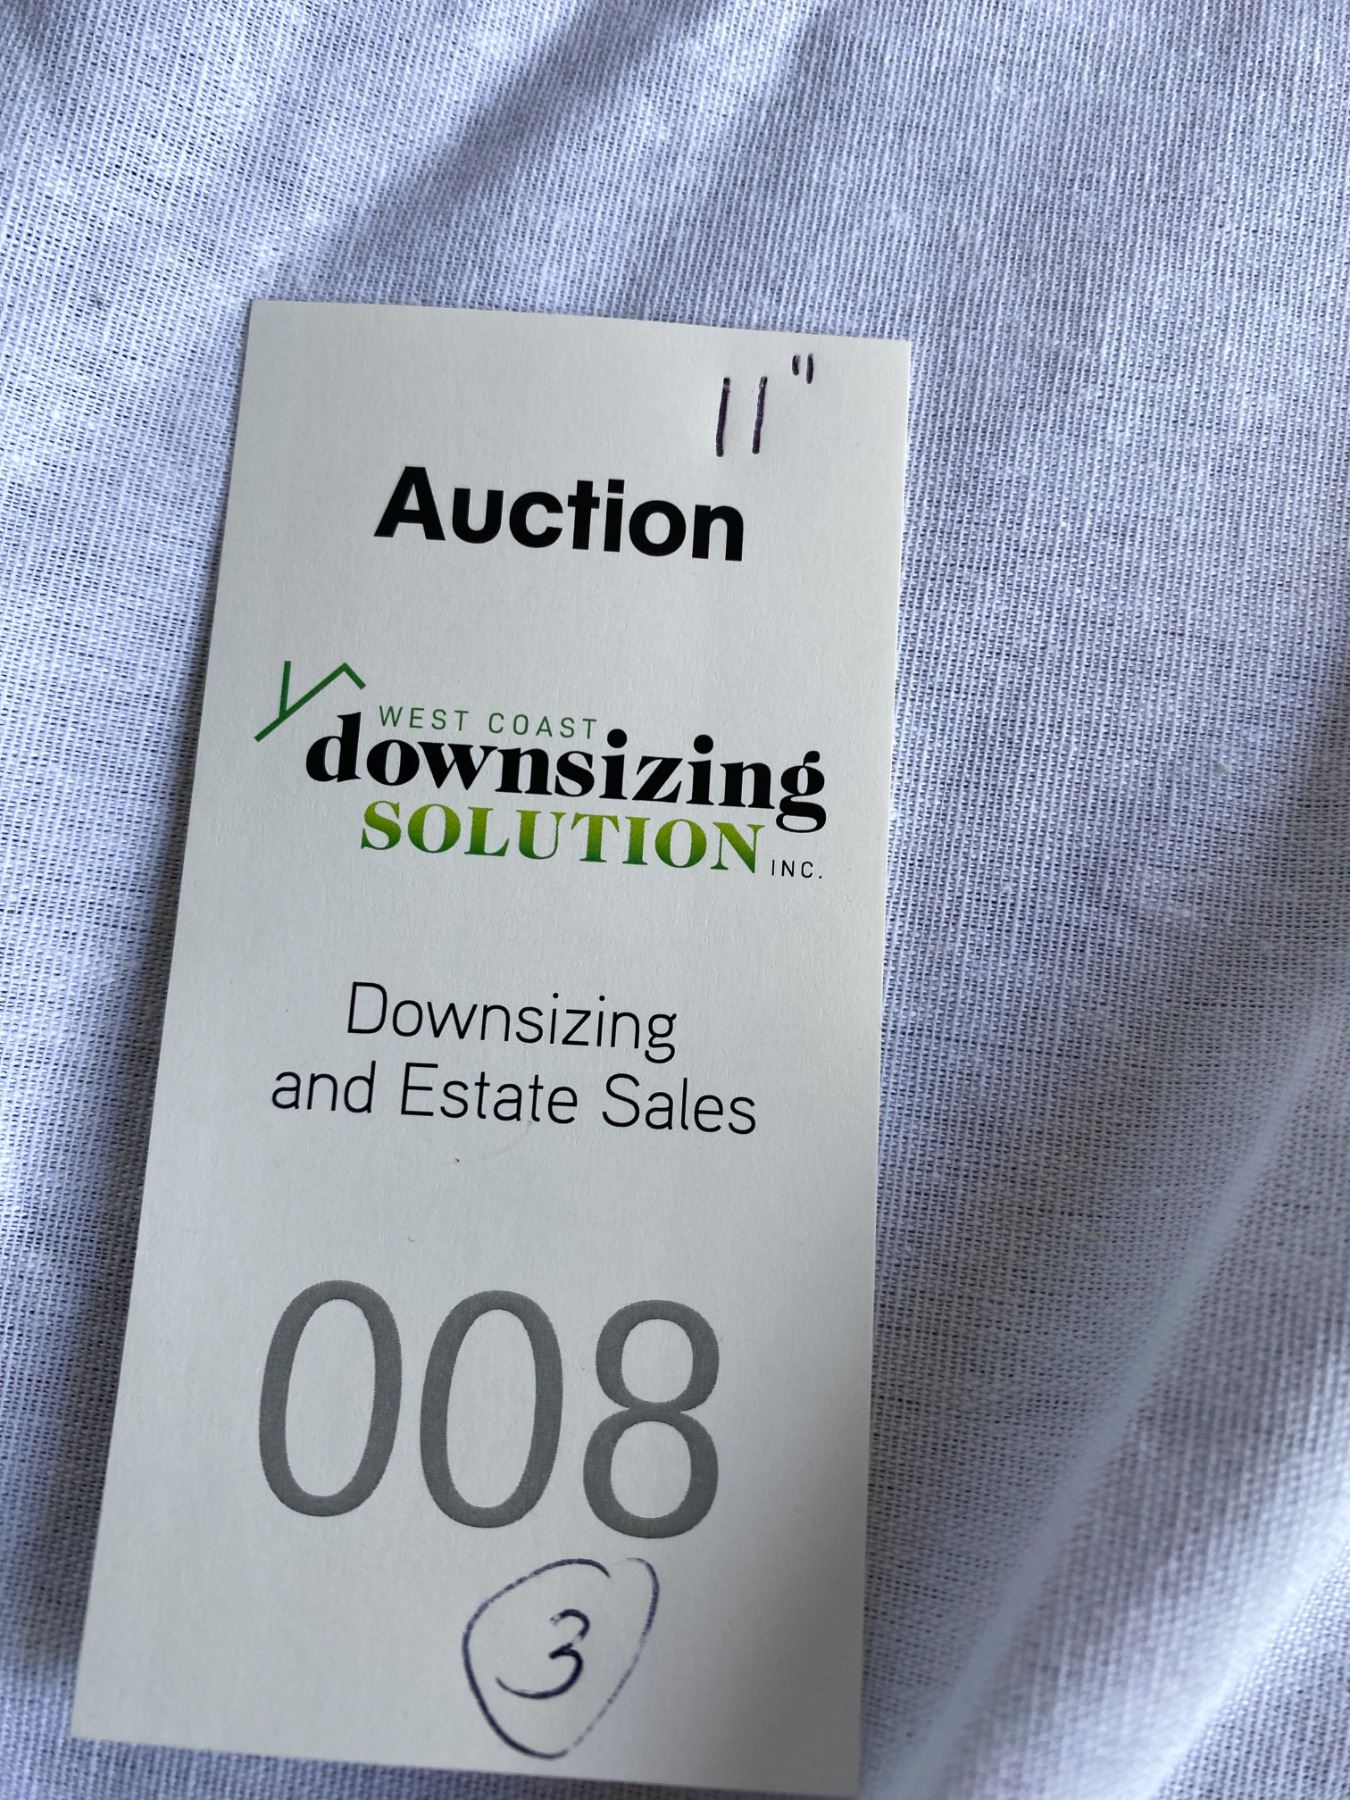 11"
Auction
WEST COAST
downsizing
SOLUTION INC.
Downsizing
and Estate Sales
008
3